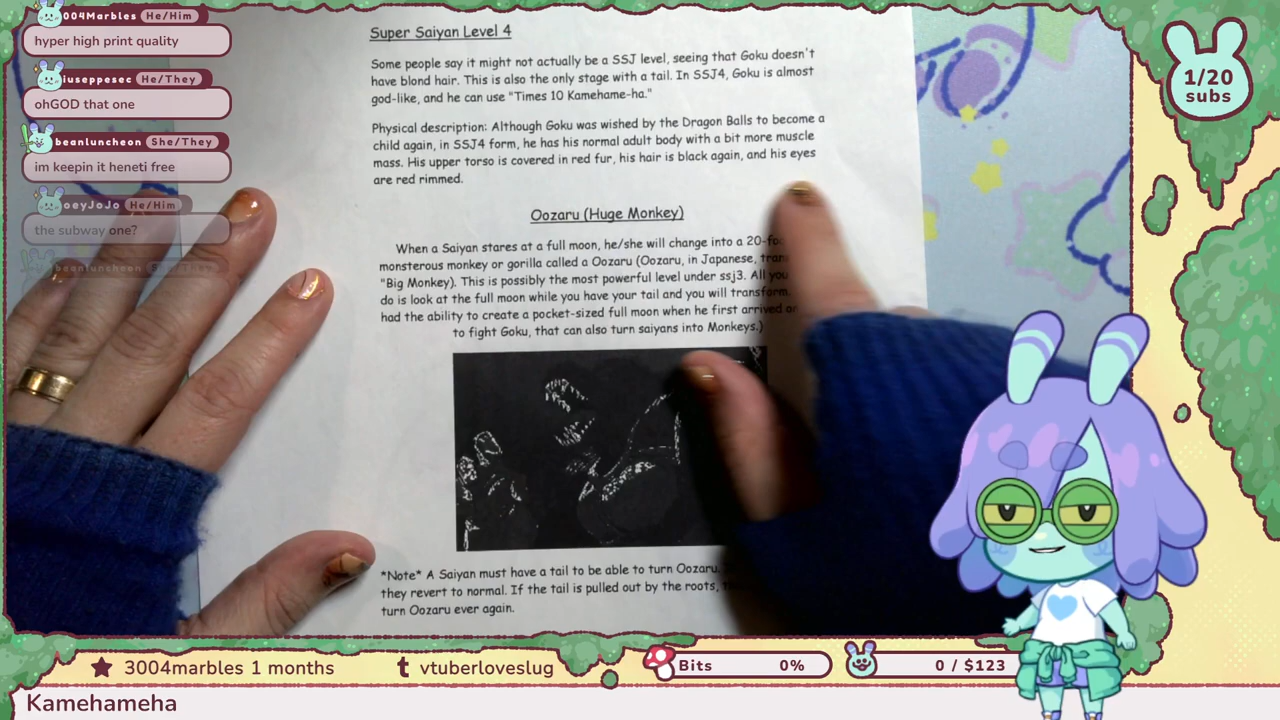 3004Marbles He/Him
hyper high print quality
iuseppesec He/They
ohGOD that one
beanluncheon She/They
im keepin it heneti free
oeyJoJo He/Him
the subway one?
beanluncheon She/They
Super Saiyan Level 4
Some people say it might not actually be a SSJ level, seeing that Goku doesn't
have blond hair. This is also the only stage with a tail. In SSJ4, Goku is almost
god-like, and he can use "Times 10 Kamehame-ha."
Physical description: Although Goku was wished by the Dragon Balls to become a
child again, in SSJ4 form, he has his normal adult body with a bit more muscle
mass. His upper torso is covered in red fur, his hair is black again, and his eyes
are red rimmed.
Oozaru (Huge Monkey)
When a Saiyan stares at a full moon, he/she will change into a 20-fo
monsterous monkey or gorilla called a Oozaru (Oozaru, in Japanese, tran
"Big Monkey). This is possibly the most powerful level under ssj3. All you
do is look at the full moon while you have your tail and you will transform.
had the ability to create a pocket-sized full moon when he first arrived
to fight Goku, that can also turn saiyans into Monkeys.)
*Note* A Saiyan must have a tail to be able to turn Oozaru.
they revert to normal. If the tail is pulled out by the roots,
turn Oozaru ever again.
1/20
subs
3004marbles 1 months
vtuberloveslug
Bits 0%
0 / $123
Kamehameha